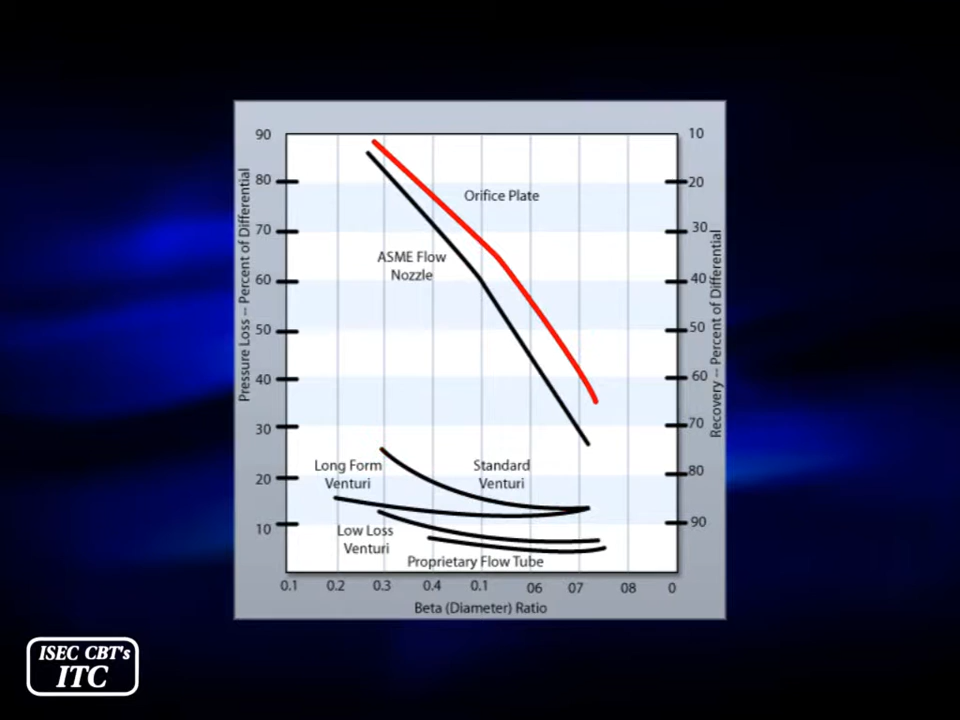 90
80
70
60
50
40
30
20
10
Pressure Loss -- Percent of Differential
10
20
30
40
50
60
70
80
90
Recovery -- Percent of Differential
Orifice Plate
ASME Flow
Nozzle
Long Form
Venturi
Standard
Venturi
Low Loss
Venturi
Proprietary Flow Tube
0.1 0.2 0.3 0.4 0.1 06 07 08 0
Beta (Diameter) Ratio
ISEC CBT's
ITC